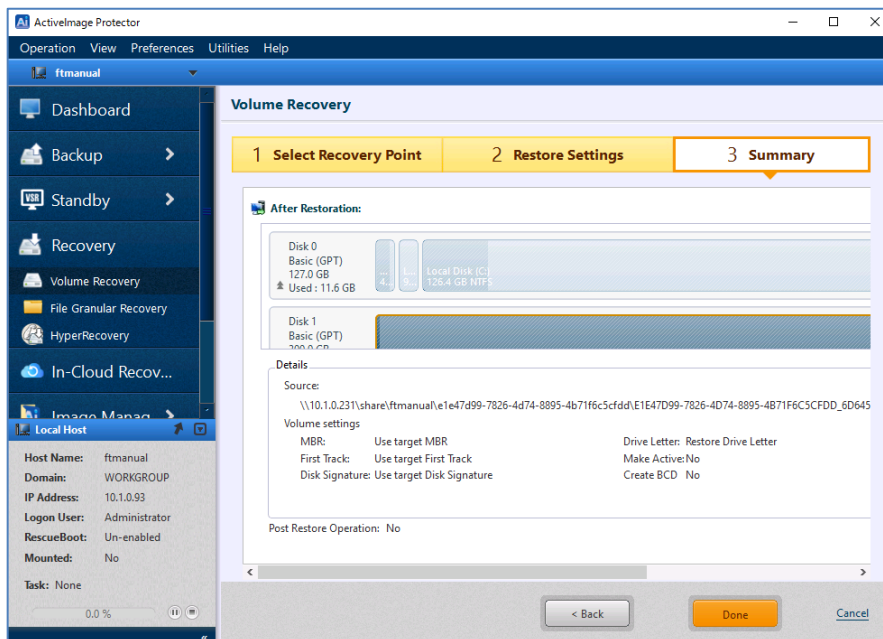 Ai ActiveImage Protector
Operation View Preferences Utilities Help
ftmanual
Dashboard
Backup
VSR Standby
Recovery
Volume Recovery
File Granular Recovery
HyperRecovery
In-Cloud Recov...
Image Manag
Local Host
Host Name: ftmanual
Domain: WORKGROUP
IP Address: 10.1.0.93
Logon User: Administrator
RescueBoot: Un-enabled
Mounted: No
Task: None
0.0 %
Volume Recovery
1 Select Recovery Point
2 Restore Settings
3 Summary
After Restoration:
Disk 0
Basic (GPT)
127.0 GB
Used : 11.6 GB
...
4...
I...
9...
Local Disk (C:)
126.4 GB NTFS
Disk 1
Basic (GPT)
Details
Source:
\\10.1.0.231\share\ftmanual\e1e47d99-7826-4d74-8895-4b71f6c5cfdd\E1E47D99-7826-4D74-8895-4B71F6C5CFDD_6D645
Volume settings
MBR: Use target MBR
First Track: Use target First Track
Disk Signature: Use target Disk Signature
Drive Letter: Restore Drive Letter
Make Active:No
Create BCD No
Post Restore Operation: No
< Back
Done
Cancel